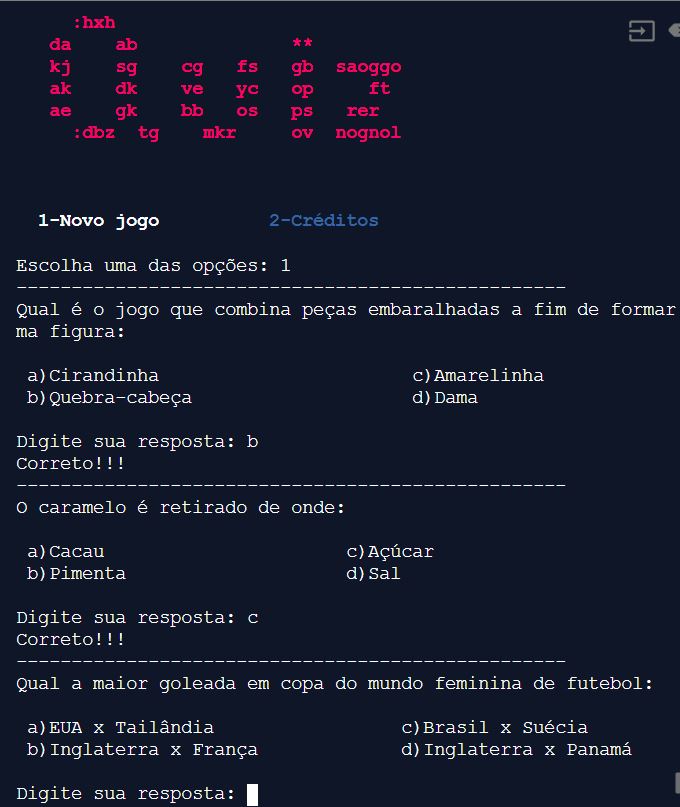 :hxh
da ab **
kj sg cg fs gb saoggo
ak dk ve yc op ft
ae gk bb os ps rer
:dbz tg mkr ov nognol
1-Novo jogo 2-Créditos
Escolha uma das opções: 1
--------------------------------------------------
Qual é o jogo que combina peças embaralhadas a fim de formar
ma figura:
a)Cirandinha c)Amarelinha
b)Quebra-cabeça d)Dama
Digite sua resposta: b
Correto!!!
--------------------------------------------------
O caramelo é retirado de onde:
a)Cacau c)Açúcar
b)Pimenta d)Sal
Digite sua resposta: c
Correto!!!
--------------------------------------------------
Qual a maior goleada em copa do mundo feminina de futebol:
a)EUA x Tailândia c)Brasil x Suécia
b)Inglaterra x França d)Inglaterra x Panamá
Digite sua resposta: